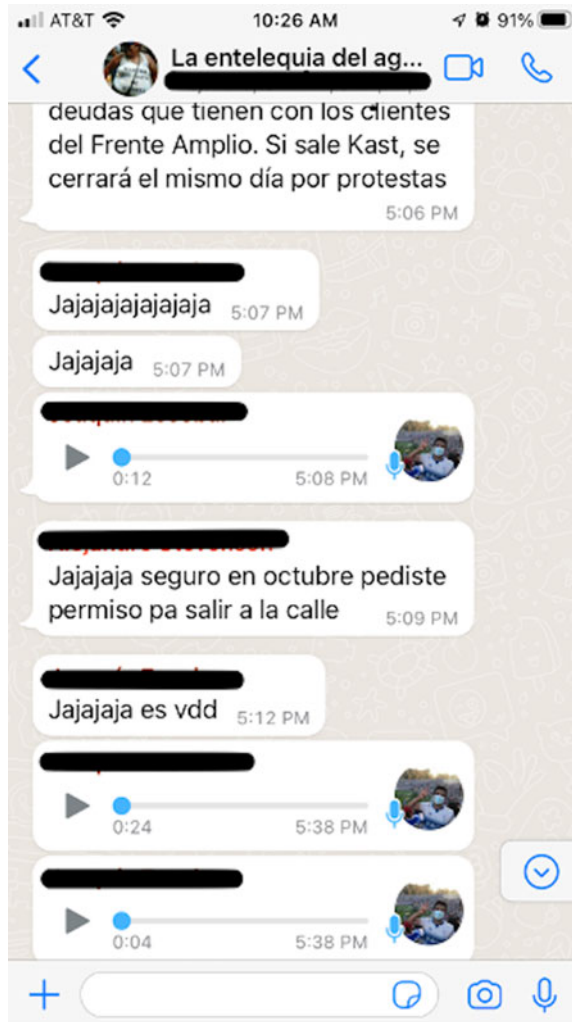 AT&T 10:26 AM 91%
La entelequia del ag...
deudas que tienen con los clientes
del Frente Amplio. Si sale Kast, se
cerrará el mismo día por protestas
5:06 PM
Jajajajajajaja 5:07 PM
Jajajaja 5:07 PM
0:12 5:08 PM
Jajajaja seguro en octubre pediste
permiso pa salir a la calle 5:09 PM
Jajajaja es vdd 5:12 PM
0:24 5:38 PM
0:04 5:38 PM